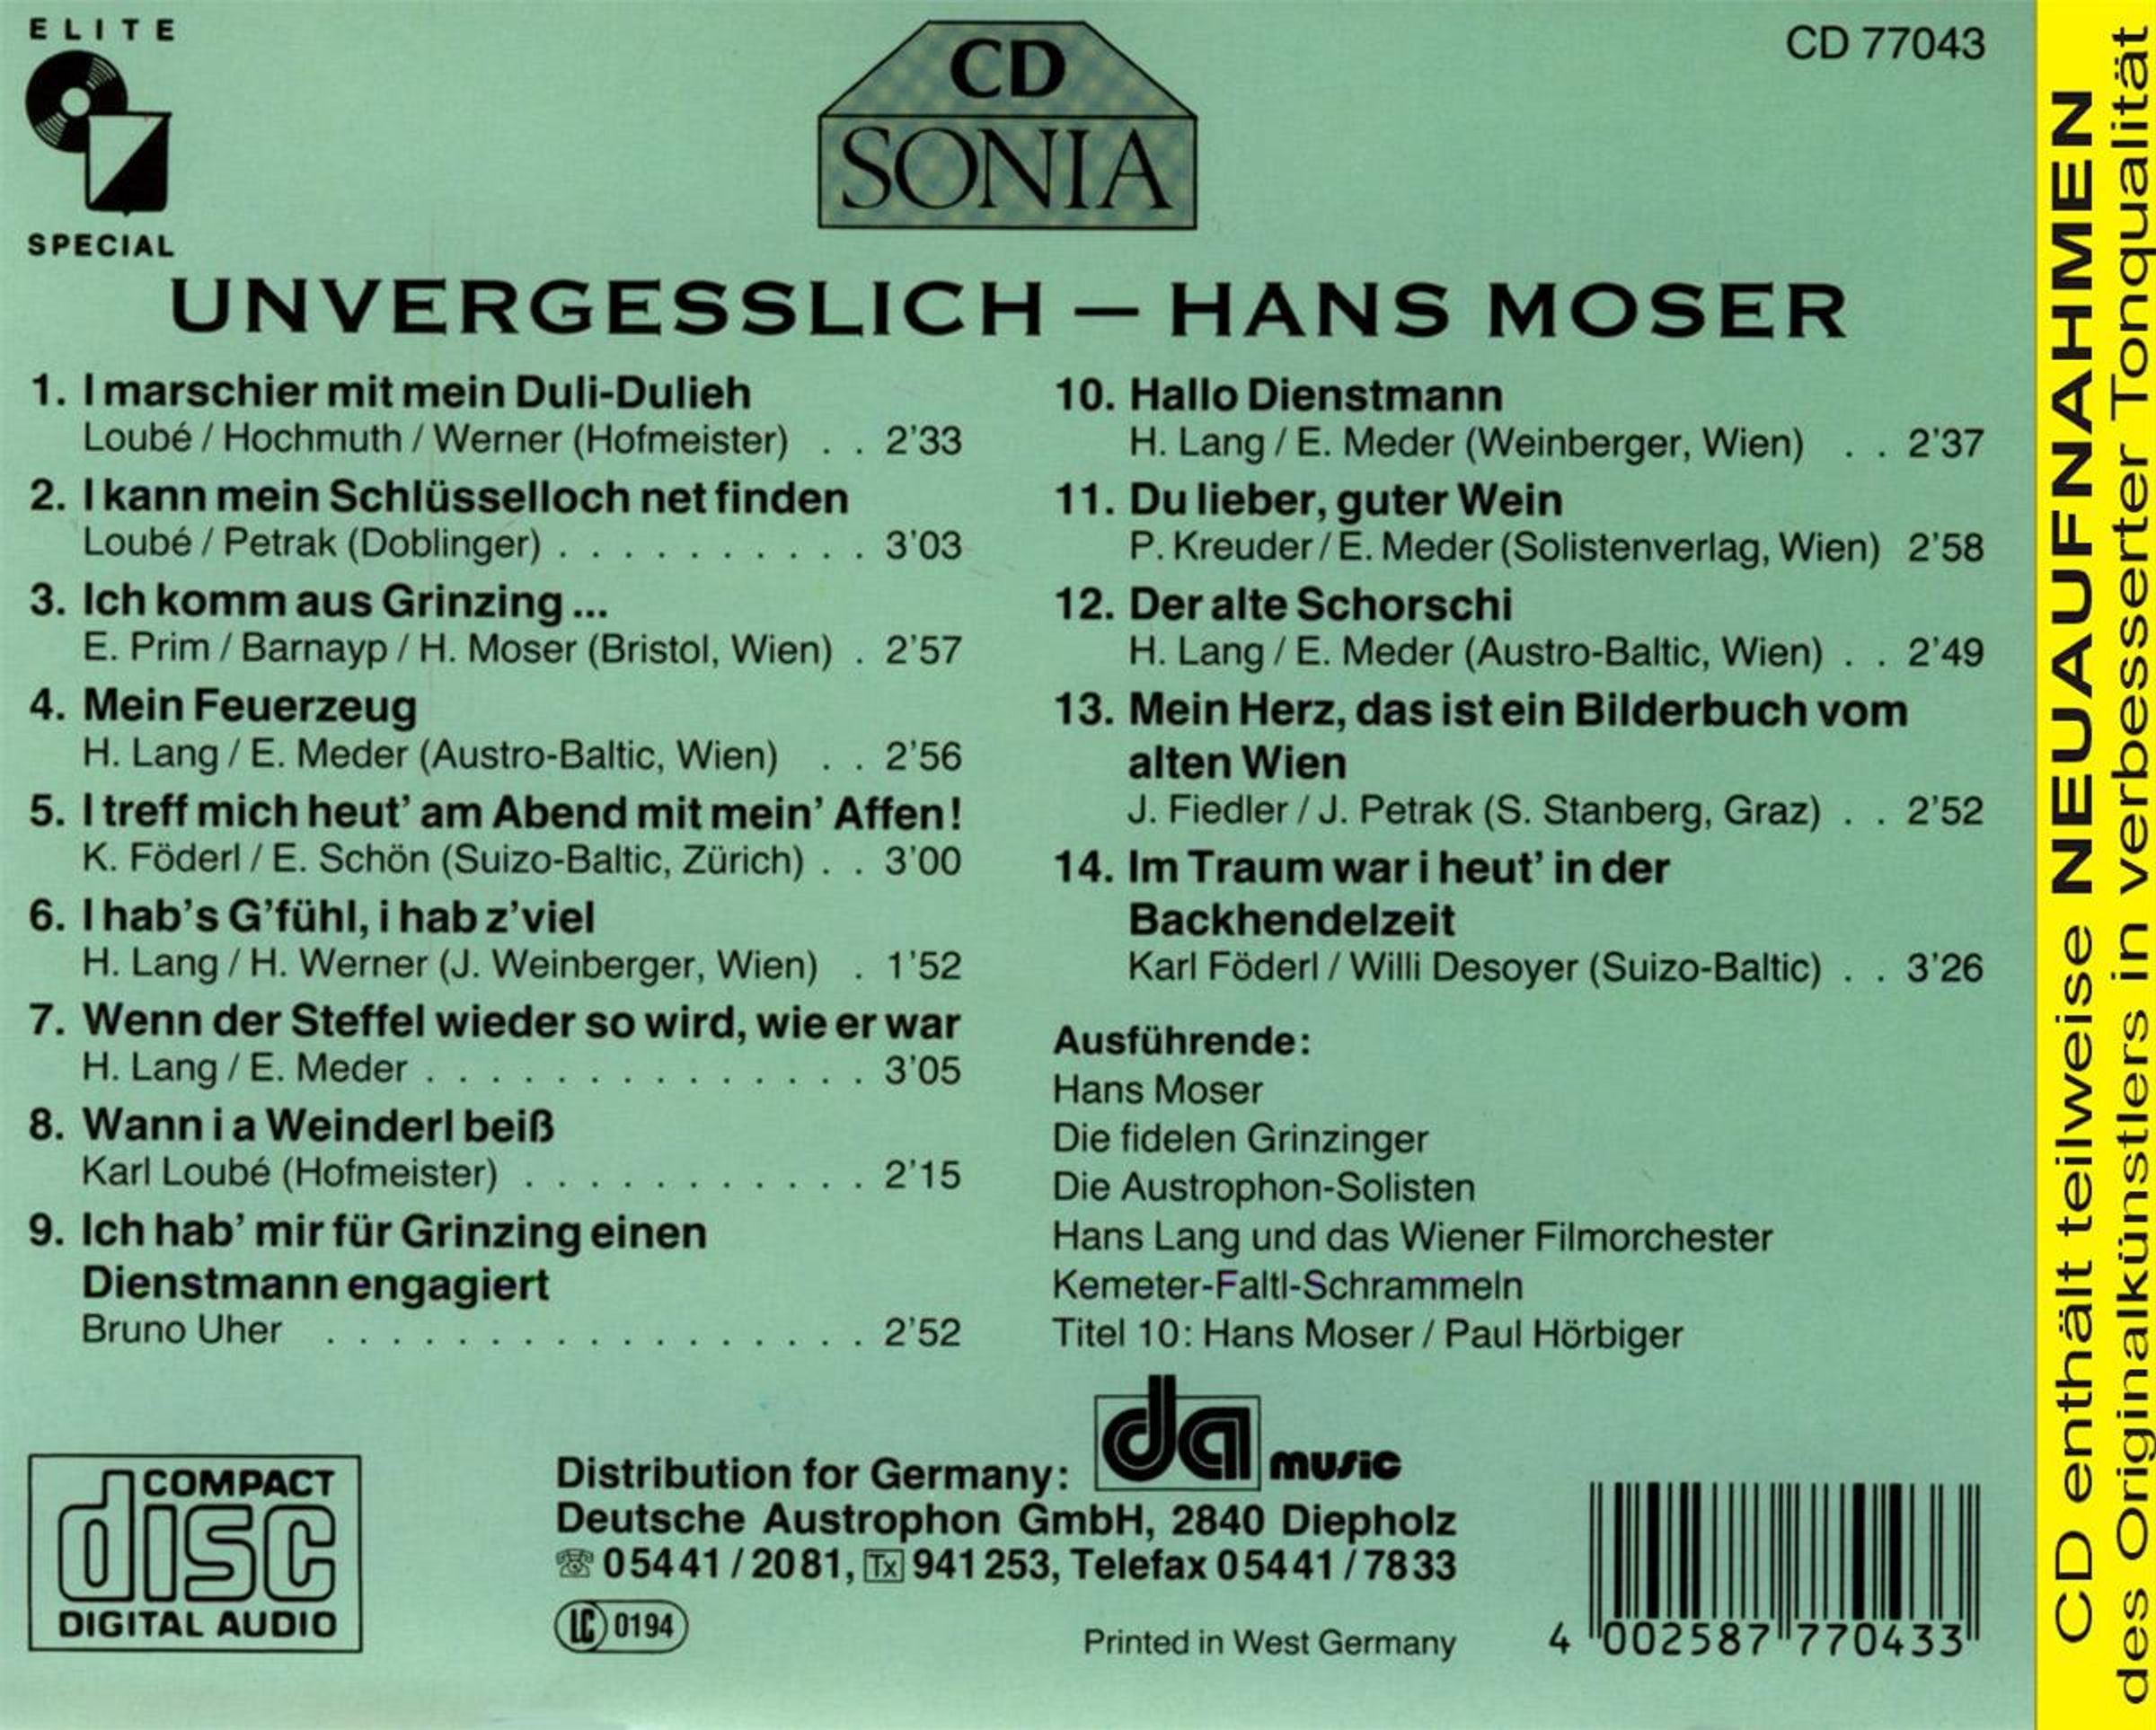 ELITE
SPECIAL
CD
SONIA
CD 77043
UNVERGESSLICH – HANS MOSER
1. I marschier mit mein Duli-Dulieh
Loubé / Hochmuth / Werner (Hofmeister) . . 2'33
2. I kann mein Schlüsselloch net finden
Loubé / Petrak (Doblinger) . . . . . . . . . . 3'03
3. Ich komm aus Grinzing ...
E. Prim / Barnayp / H. Moser (Bristol, Wien) . 2'57
4. Mein Feuerzeug
H. Lang / E. Meder (Austro-Baltic, Wien) . . 2'56
5. I treff mich heut' am Abend mit mein' Affen!
K. Föderl / E. Schön (Suizo-Baltic, Zürich) . . 3'00
6. I hab's G'fühl, i hab z'viel
H. Lang / H. Werner (J. Weinberger, Wien) . 1'52
7. Wenn der Steffel wieder so wird, wie er war
H. Lang / E. Meder . . . . . . . . . . . . . . 3'05
8. Wann i a Weinderl beiß
Karl Loubé (Hofmeister) . . . . . . . . . . . 2'15
9. Ich hab' mir für Grinzing einen
Dienstmann engagiert
Bruno Uher . . . . . . . . . . . . . . . . . 2'52
10. Hallo Dienstmann
H. Lang / E. Meder (Weinberger, Wien) . . 2'37
11. Du lieber, guter Wein
P. Kreuder / E. Meder (Solistenverlag, Wien) 2'58
12. Der alte Schorschi
H. Lang / E. Meder (Austro-Baltic, Wien) . . 2'49
13. Mein Herz, das ist ein Bilderbuch vom
alten Wien
J. Fiedler / J. Petrak (S. Stanberg, Graz) . . 2'52
14. Im Traum war i heut' in der
Backhendelzeit
Karl Föderl / Willi Desoyer (Suizo-Baltic) . . 3'26
Ausführende:
Hans Moser
Die fidelen Grinzinger
Die Austrophon-Solisten
Hans Lang und das Wiener Filmorchester
Kemeter-Faltl-Schrammeln
Titel 10: Hans Moser / Paul Hörbiger
COMPACT
disc
DIGITAL AUDIO
Distribution for Germany: da music
Deutsche Austrophon GmbH, 2840 Diepholz
☏ 05441 / 2081, Tx 941 253, Telefax 05441 / 7833
LC 0194
Printed in West Germany
4 002587 770433
CD enthält teilweise NEUAUFNAHMEN
des Originalkünstlers in verbesserter Tonqualität